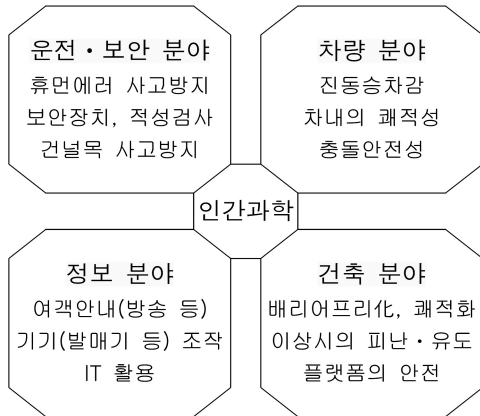 운전・보안 분야
휴먼에러 사고방지
보안장치, 적성검사
건널목 사고방지
차량 분야
진동승차감
차내의 쾌적성
충돌안전성
인간과학
정보 분야
여객안내(방송 등)
기기(발매기 등) 조작
IT 활용
건축 분야
배리어프리化, 쾌적화
이상시의 피난・유도
플랫폼의 안전